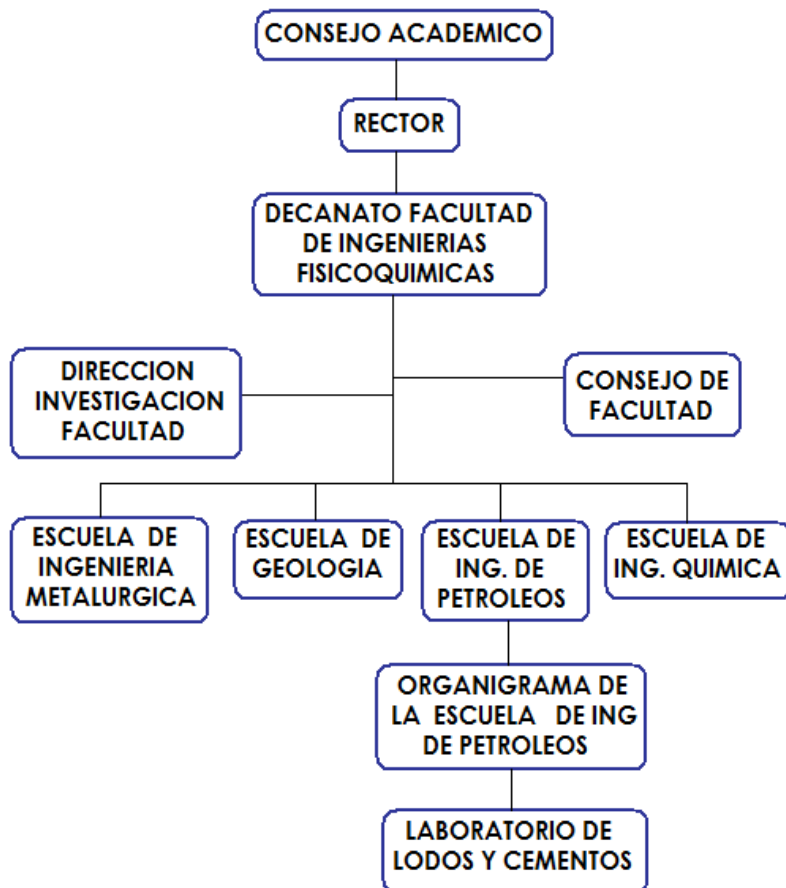 CONSEJO ACADEMICO
RECTOR
DECANATO FACULTAD
DE INGENIERIAS
FISICOQUIMICAS
DIRECCION
INVESTIGACION
FACULTAD
CONSEJO DE
FACULTAD
ESCUELA DE
INGENIERIA
METALURGICA
ESCUELA DE
GEOLOGIA
ESCUELA DE
ING. DE
PETROLEOS
ESCUELA DE
ING. QUIMICA
ORGANIGRAMA DE
LA ESCUELA DE ING
DE PETROLEOS
LABORATORIO DE
LODOS Y CEMENTOS